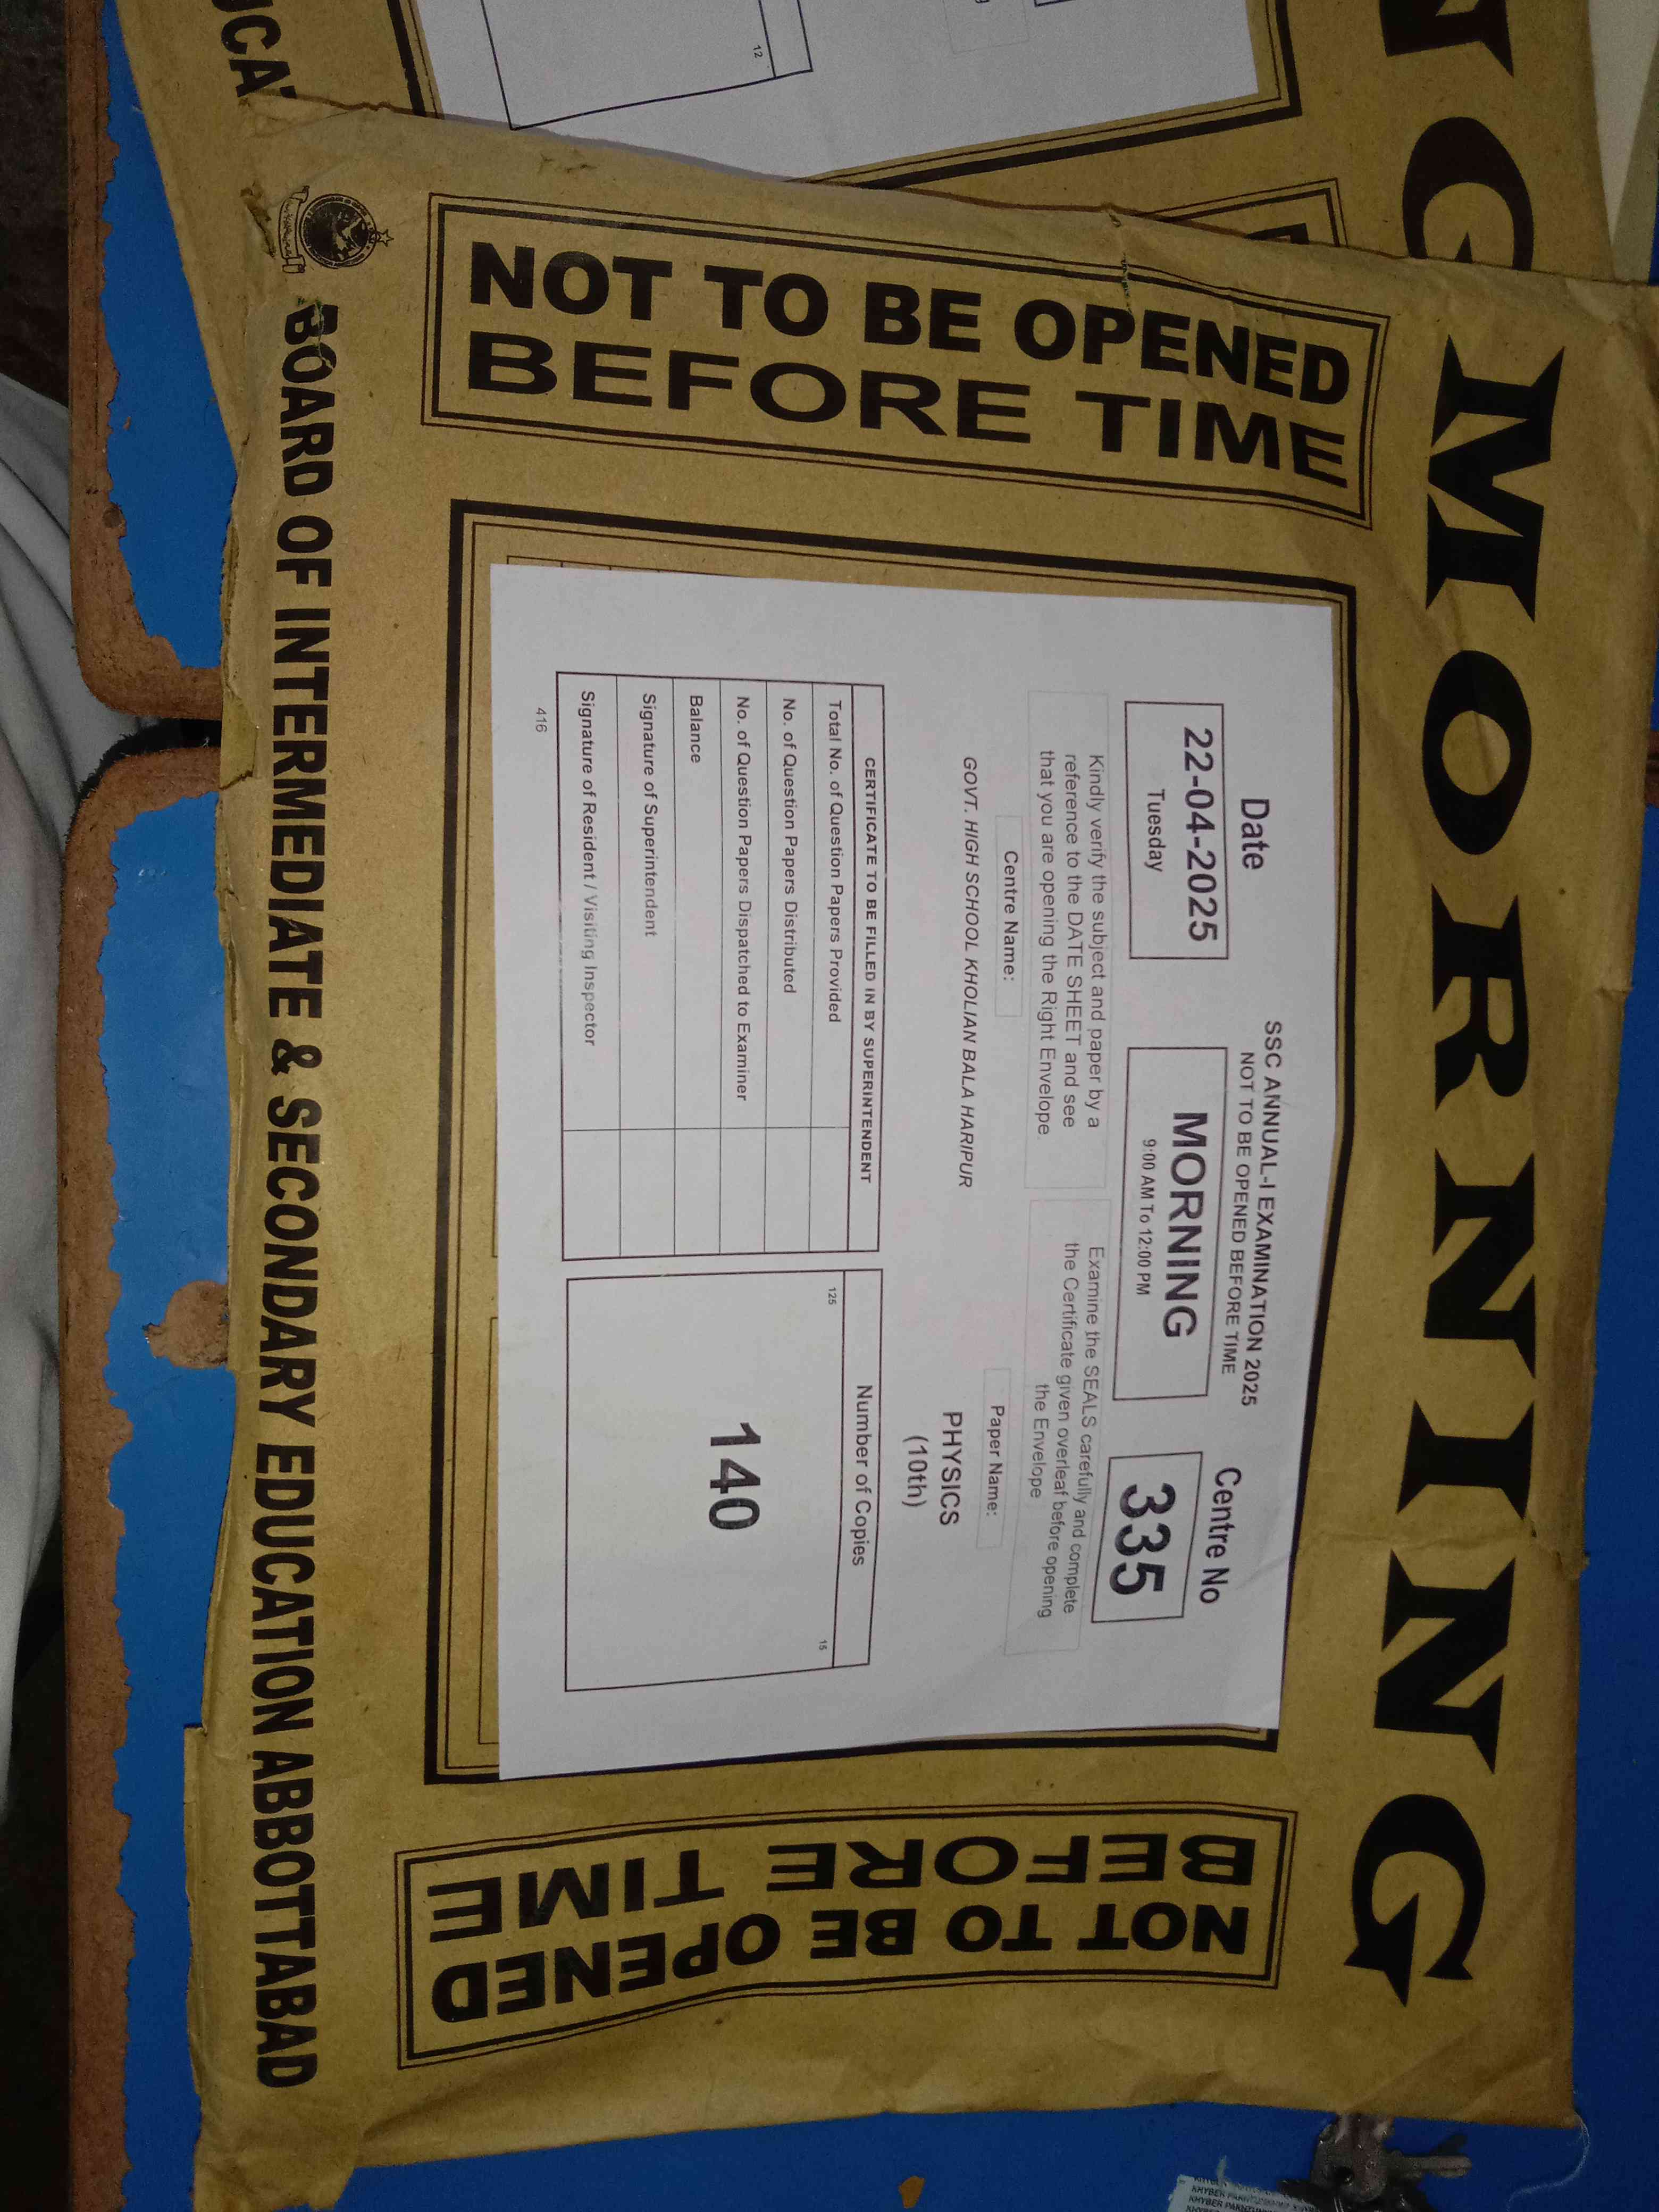 MORNING
NOT TO BE OPENED
BEFORE TIME
SSC ANNUAL-I EXAMINATION 2025
NOT TO BE OPENED BEFORE TIME
Date
22-04-2025
Tuesday
MORNING
9:00 AM To 12:00 PM
Centre No
335
Kindly verify the subject and paper by a
reference to the DATE SHEET and see
that you are opening the Right Envelope
Examine the SEALS carefully and complete
the Certificate given overleaf before opening
the Envelope
Centre Name:
GOVT. HIGH SCHOOL KHOLIAN BALA HARIPUR
Paper Name:
PHYSICS
(10th)
CERTIFICATE TO BE FILLED IN BY SUPERINTENDENT
Total No. of Question Papers Provided
No. of Question Papers Distributed
No. of Question Papers Dispatched to Examiner
Balance
Signature of Superintendent
Signature of Resident / Visiting Inspector
Number of Copies
125
15
140
416
NOT TO BE OPENED
BEFORE TIME
BOARD OF INTERMEDIATE & SECONDARY EDUCATION ABBOTTABAD
12